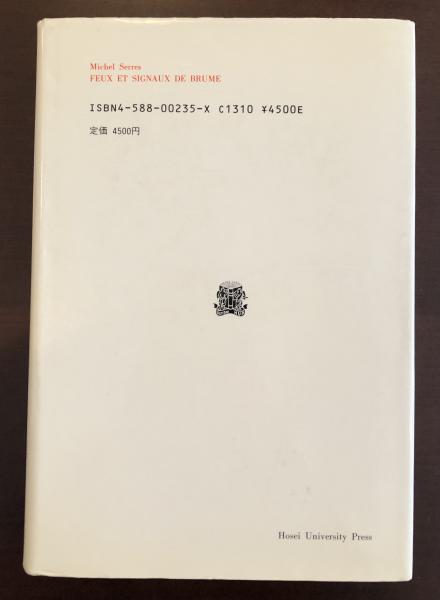 Michel Serres
FEUX ET SIGNAUX DE BRUME
ISBN4-588-00235-X C1310 ¥4500E
定価 4500円
Hosei University Press